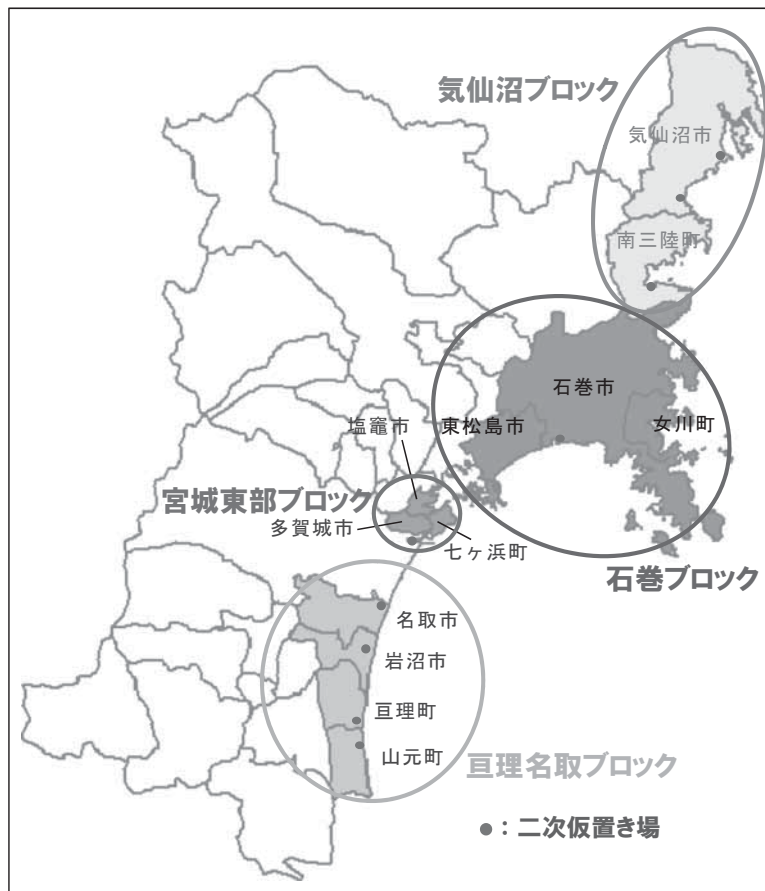 気仙沼ブロック
気仙沼市
南三陸町
石巻市
塩竈市
東松島市
女川町
宮城東部ブロック
多賀城市
七ヶ浜町
石巻ブロック
名取市
岩沼市
亘理町
山元町
亘理名取ブロック
●：二次仮置き場